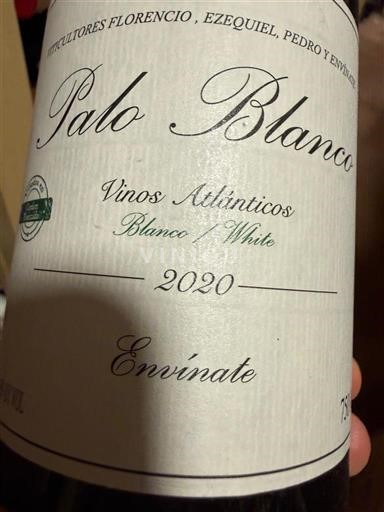 VITICULTORES FLORENCIO, EZEQUIEL, PEDRO Y ENVÍNATE
Palo Blanco
Vinos Atlánticos
Blanco / White
2020
Envínate